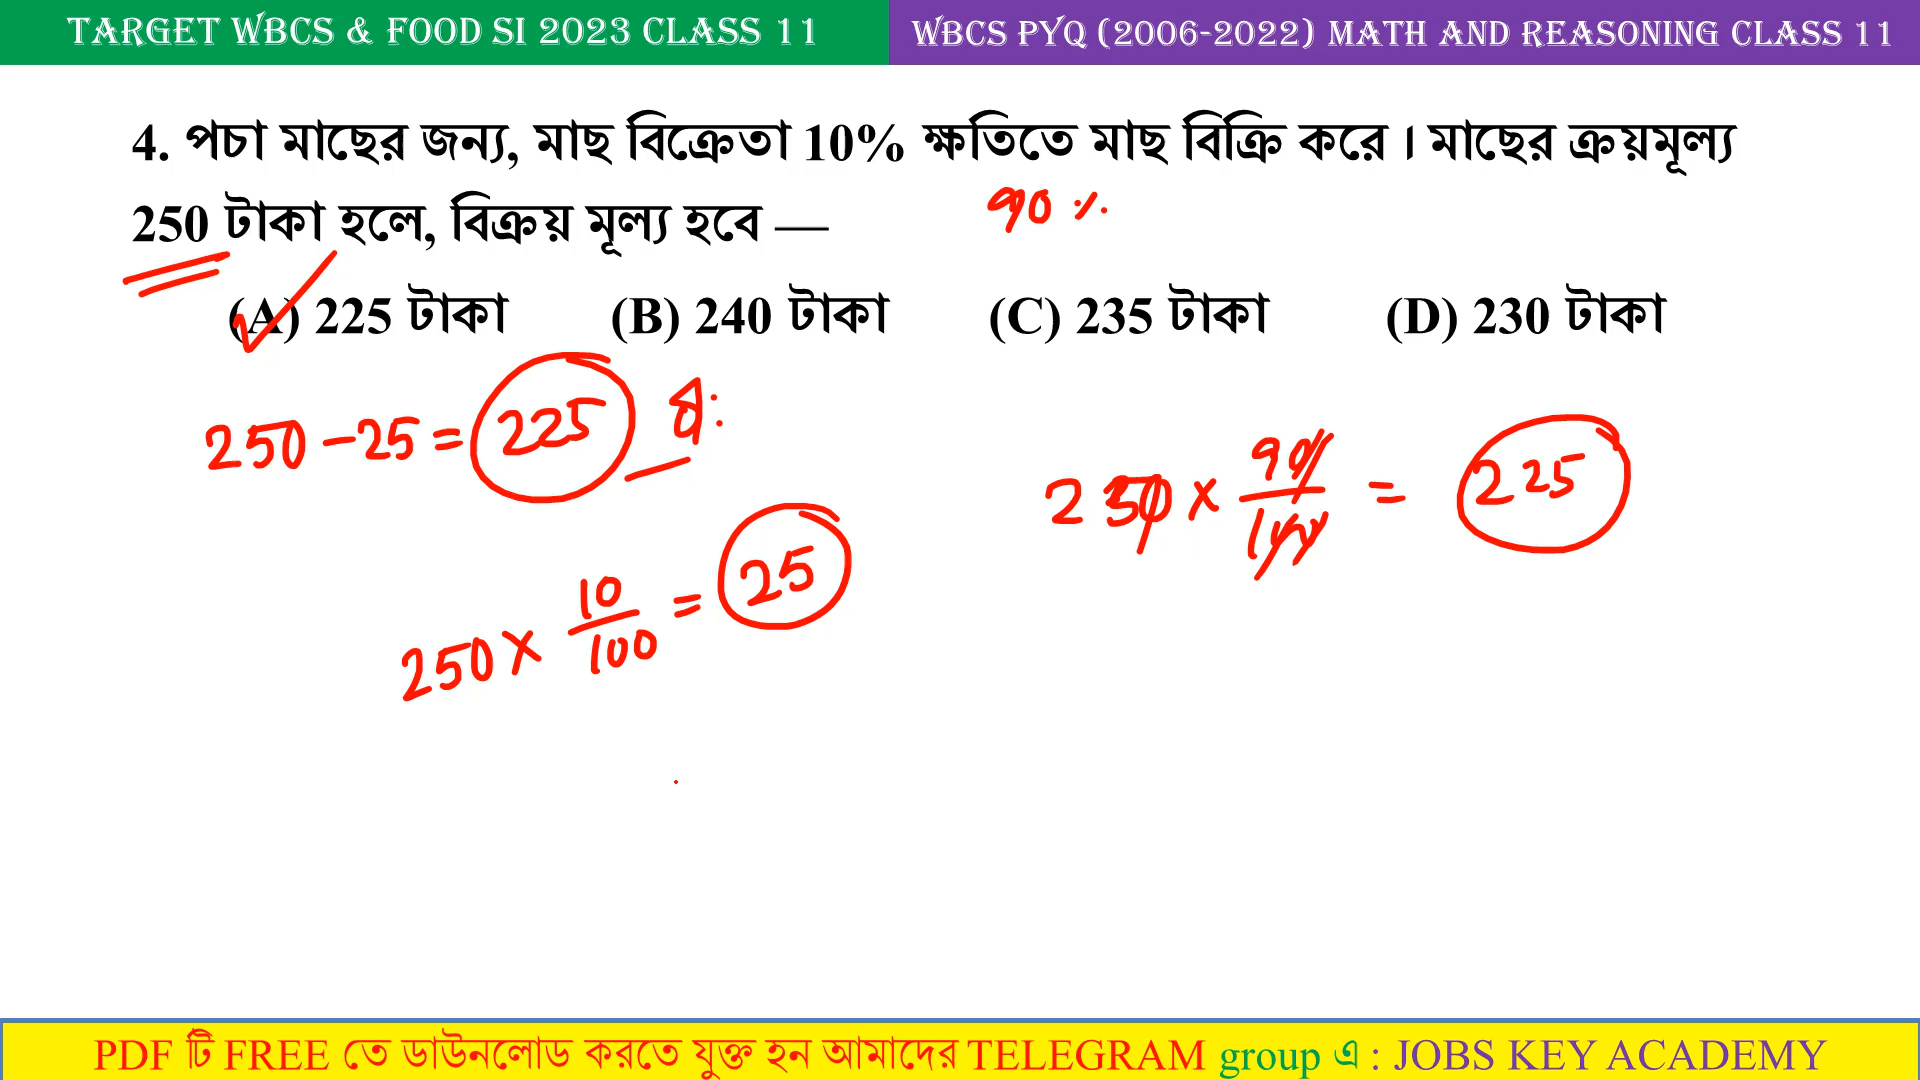 TARGET WBCS & FOOD SI 2023 CLASS 11
WBCS PYQ (2006-2022) MATH AND REASONING CLASS 11
4. পচা মাছের জন্য, মাছ বিক্রেতা 10% ক্ষতিতে মাছ বিক্রি করে। মাছের ক্রয়মূল্য
250 টাকা হলে, বিক্রয় মূল্য হবে —
90 %
(A) 225 টাকা (B) 240 টাকা (C) 235 টাকা (D) 230 টাকা
250 - 25 = 225
250 × 90/100 = 225
250 × 10/100 = 25
PDF টি FREE তে ডাউনলোড করতে যুক্ত হন আমাদের TELEGRAM group এ : JOBS KEY ACADEMY